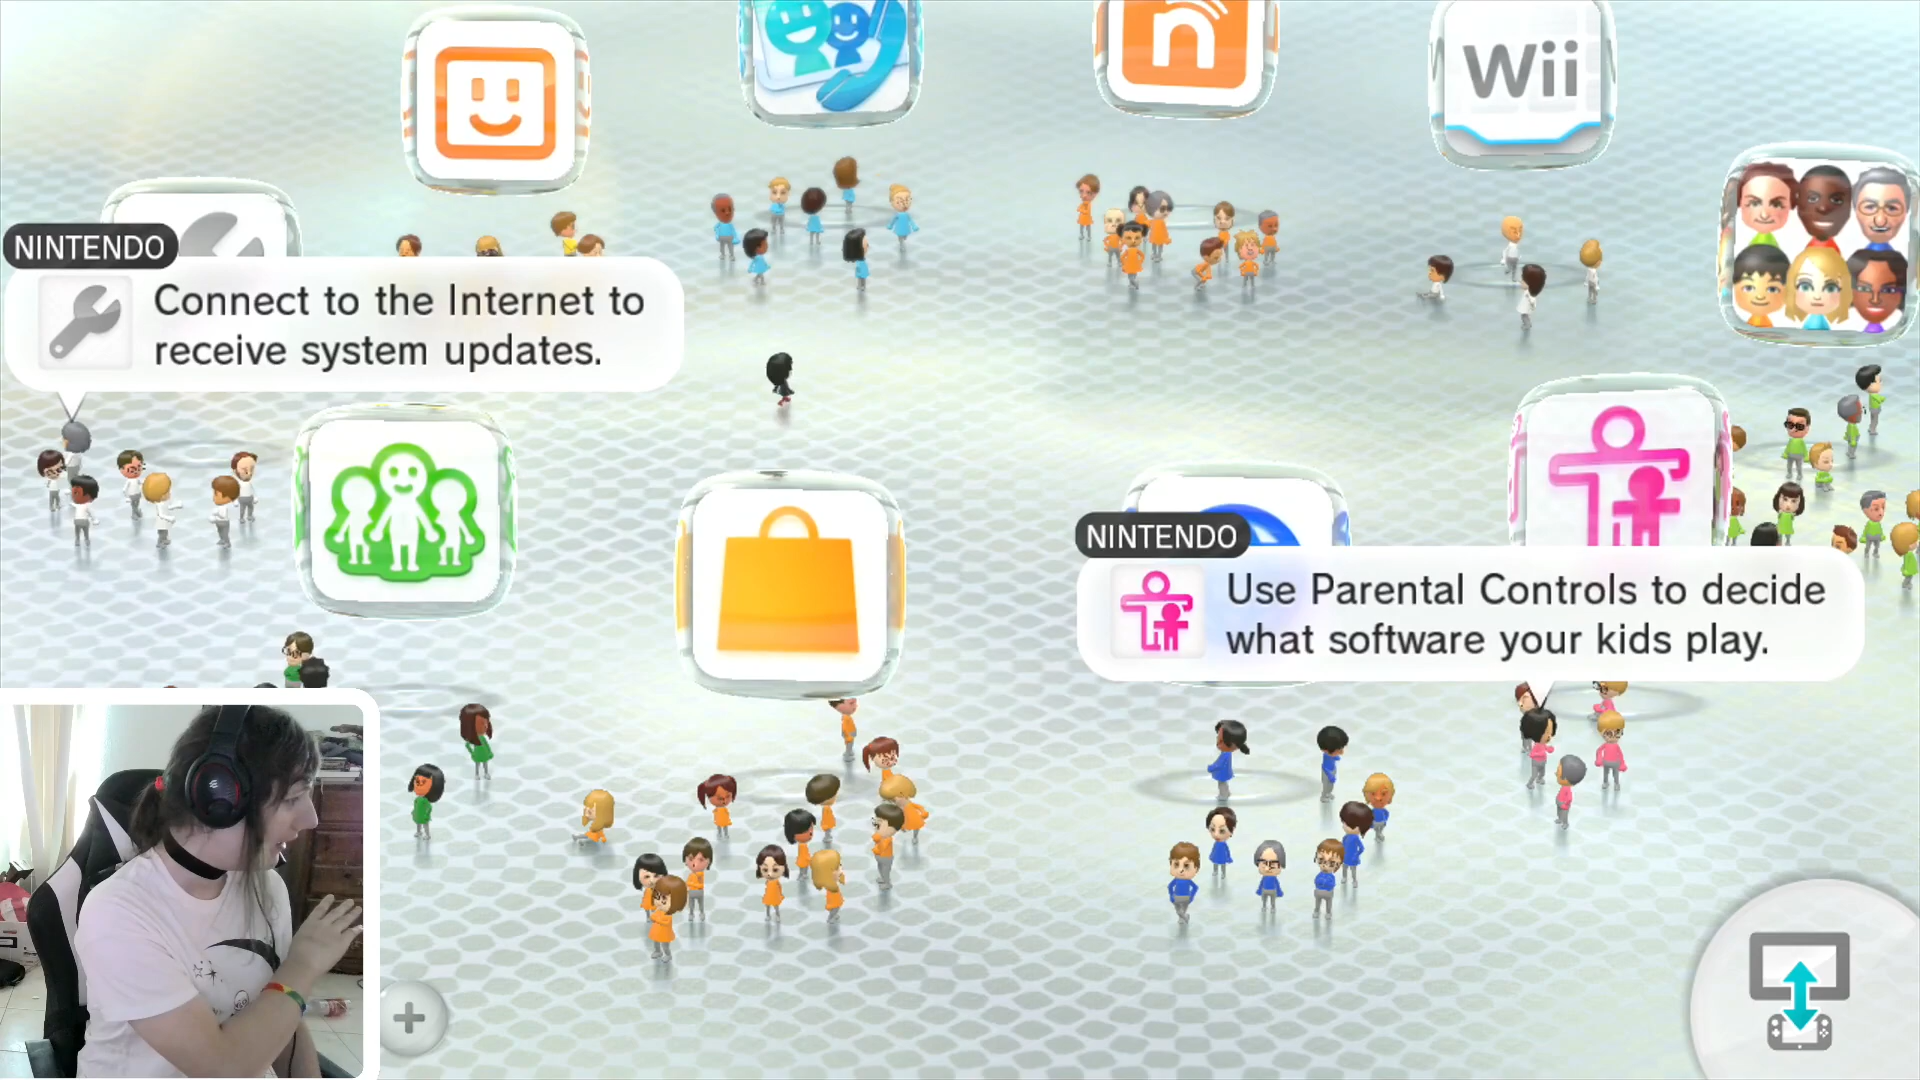 Wii
NINTENDO
Connect to the Internet to
receive system updates.
NINTENDO
Use Parental Controls to decide
what software your kids play.